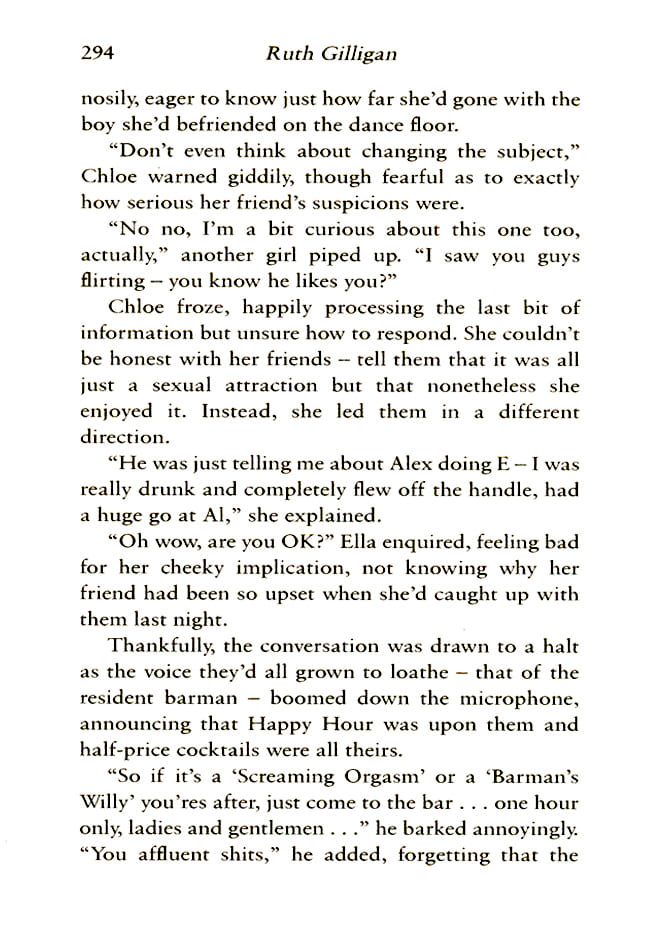 294 Ruth Gilligan
nosily, eager to know just how far she’d gone with the
boy she’d befriended on the dance floor.
“Don’t even think about changing the subject,”
Chloe warned giddily, though fearful as to exactly
how serious her friend’s suspicions were.
“No no, I’m a bit curious about this one too,
actually,” another girl piped up. “I saw you guys
flirting – you know he likes you?”
Chloe froze, happily processing the last bit of
information but unsure how to respond. She couldn’t
be honest with her friends – tell them that it was all
just a sexual attraction but that nonetheless she
enjoyed it. Instead, she led them in a different
direction.
“He was just telling me about Alex doing E – I was
really drunk and completely flew off the handle, had
a huge go at Al,” she explained.
“Oh wow, are you OK?” Ella enquired, feeling bad
for her cheeky implication, not knowing why her
friend had been so upset when she’d caught up with
them last night.
Thankfully, the conversation was drawn to a halt
as the voice they’d all grown to loathe – that of the
resident barman – boomed down the microphone,
announcing that Happy Hour was upon them and
half-price cocktails were all theirs.
“So if it’s a ‘Screaming Orgasm’ or a ‘Barman’s
Willy’ you’res after, just come to the bar . . . one hour
only, ladies and gentlemen . . .” he barked annoyingly.
“You affluent shits,” he added, forgetting that the